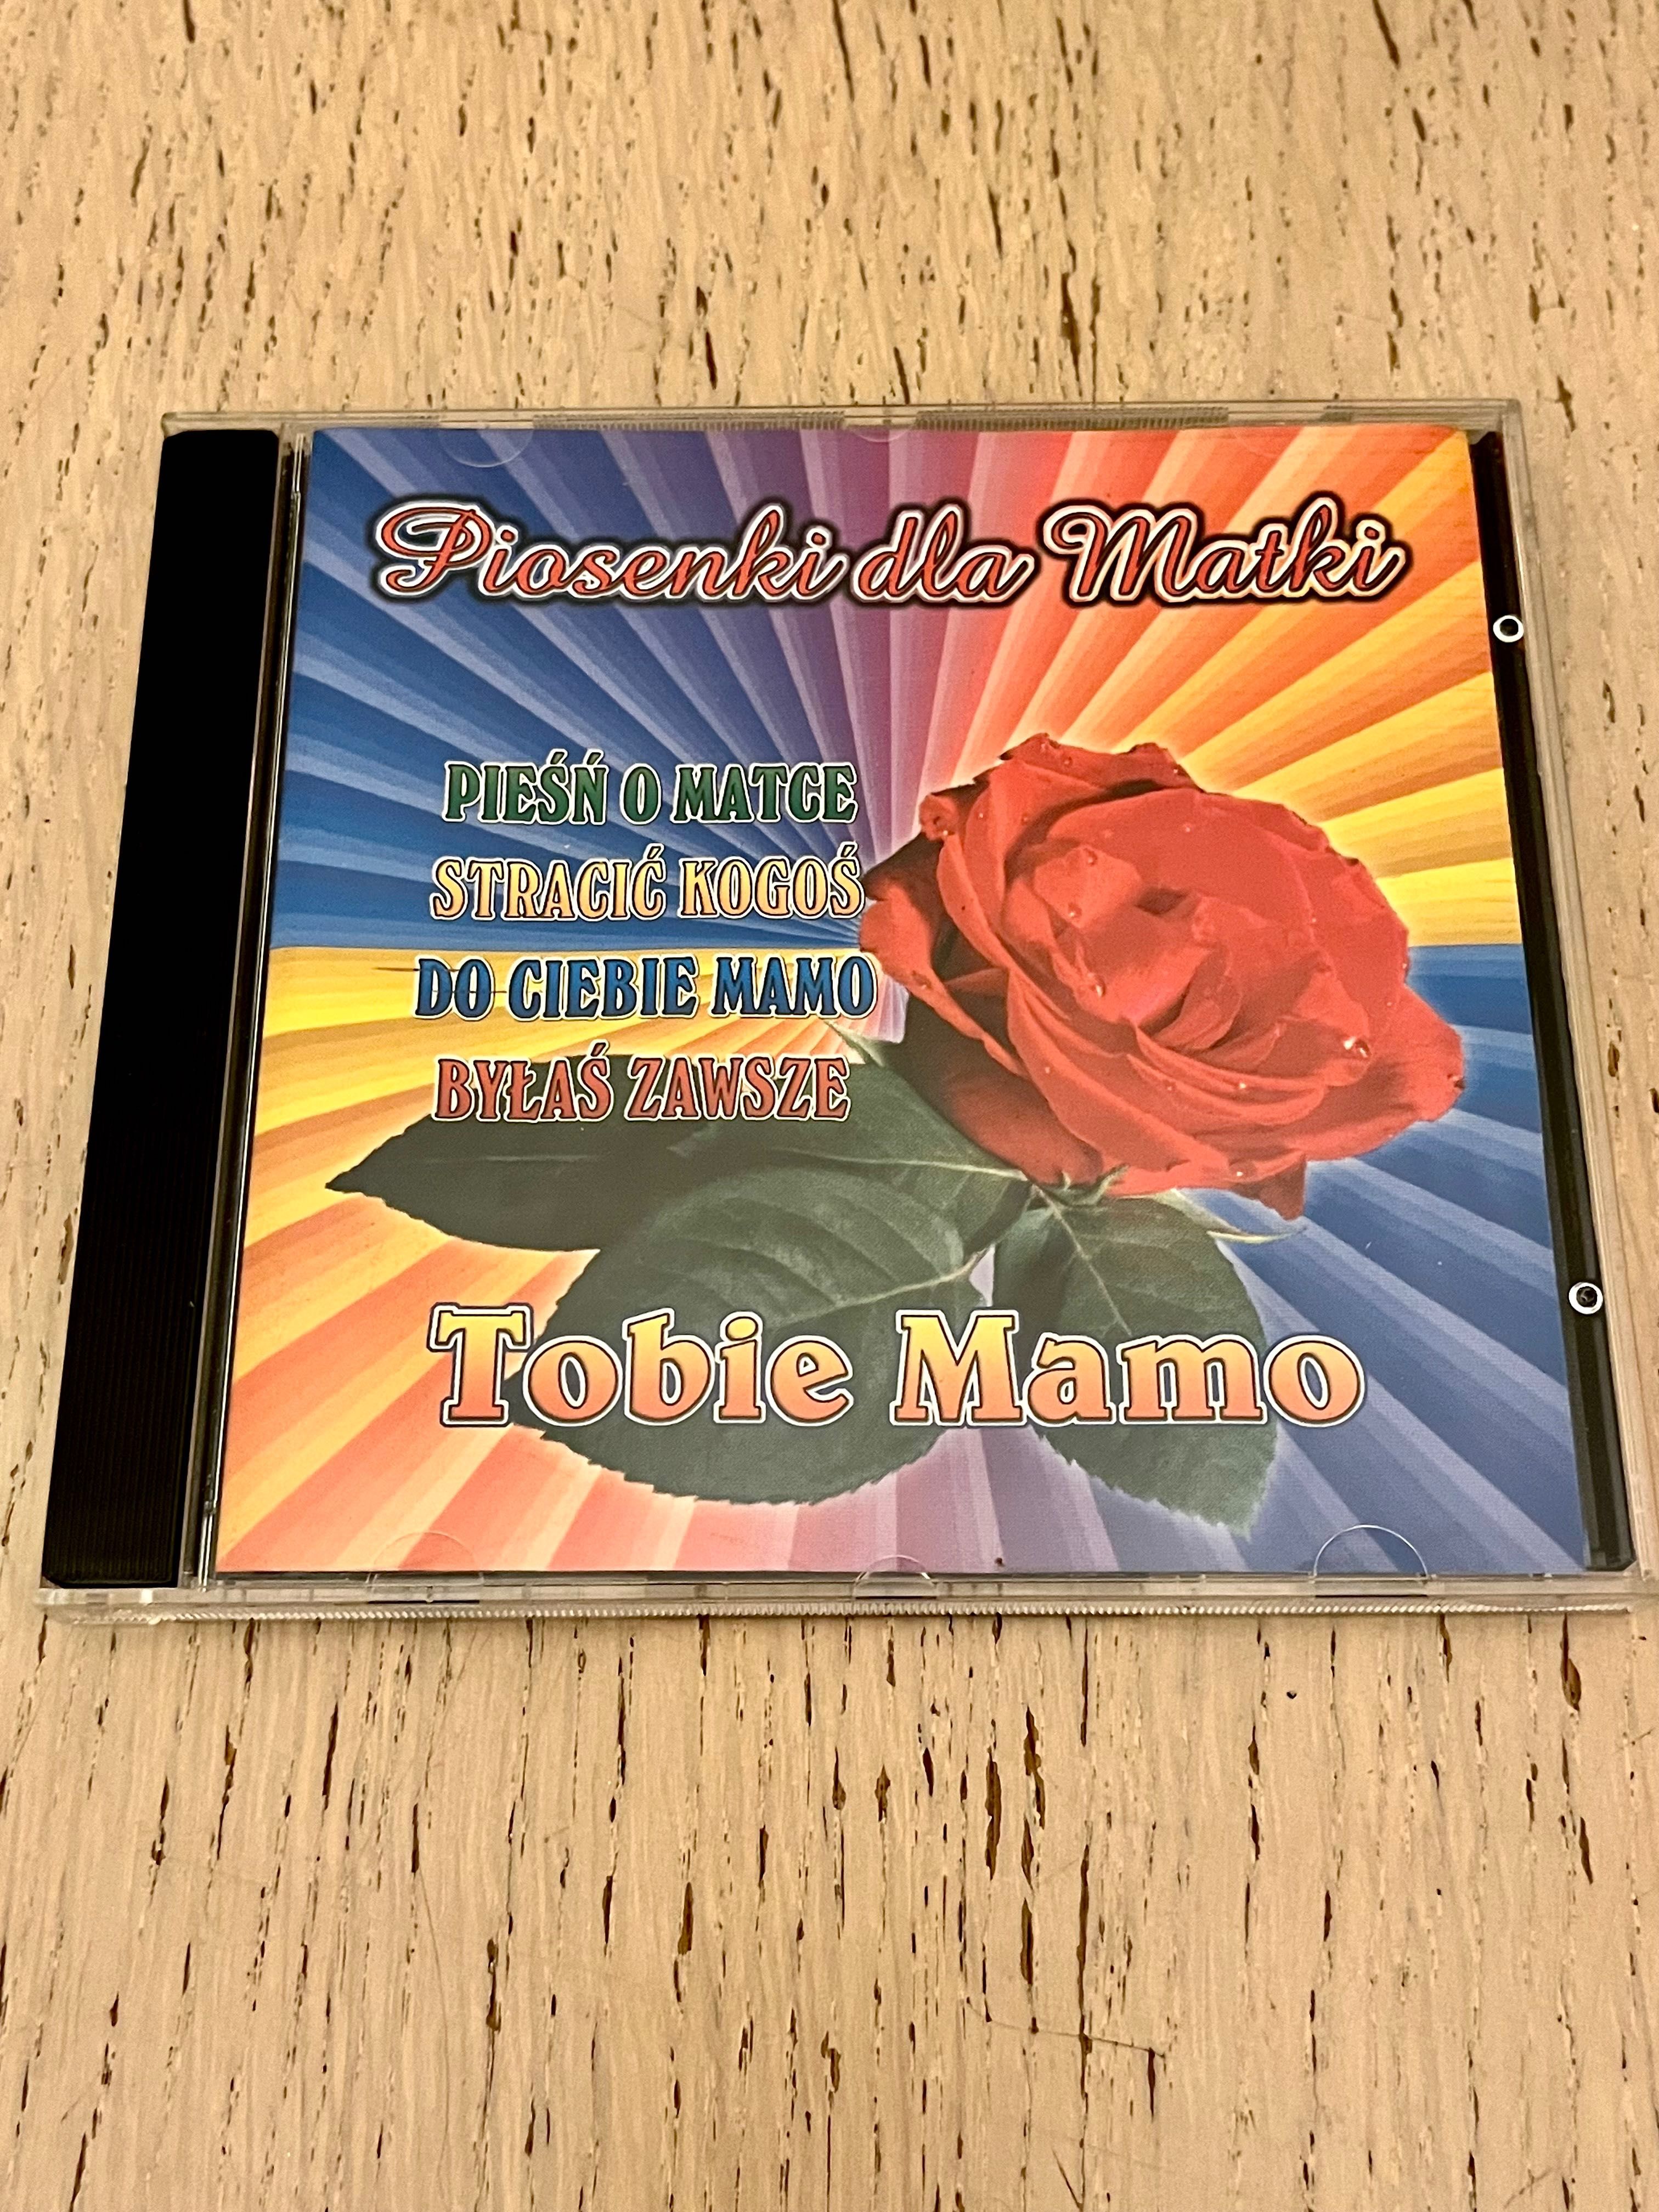 Piosenki dla Matki
PIEŚŃ O MATCE
STRACIĆ KOGOŚ
DO CIEBIE MAMO
BYŁAŚ ZAWSZE
Tobie Mamo